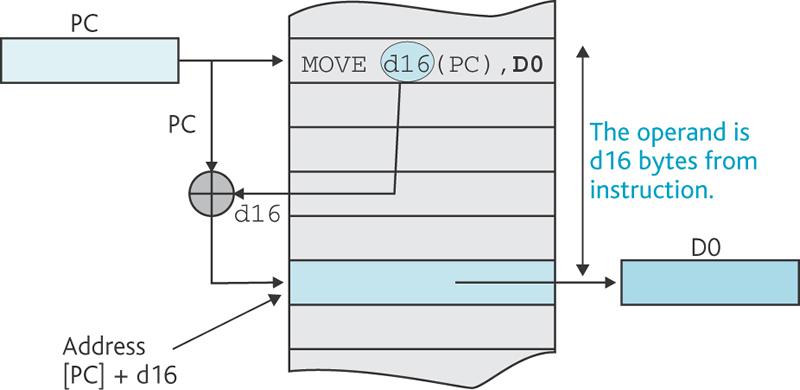 PC
MOVE d16(PC),D0
PC
d16
The operand is
d16 bytes from
instruction.
D0
Address
[PC] + d16